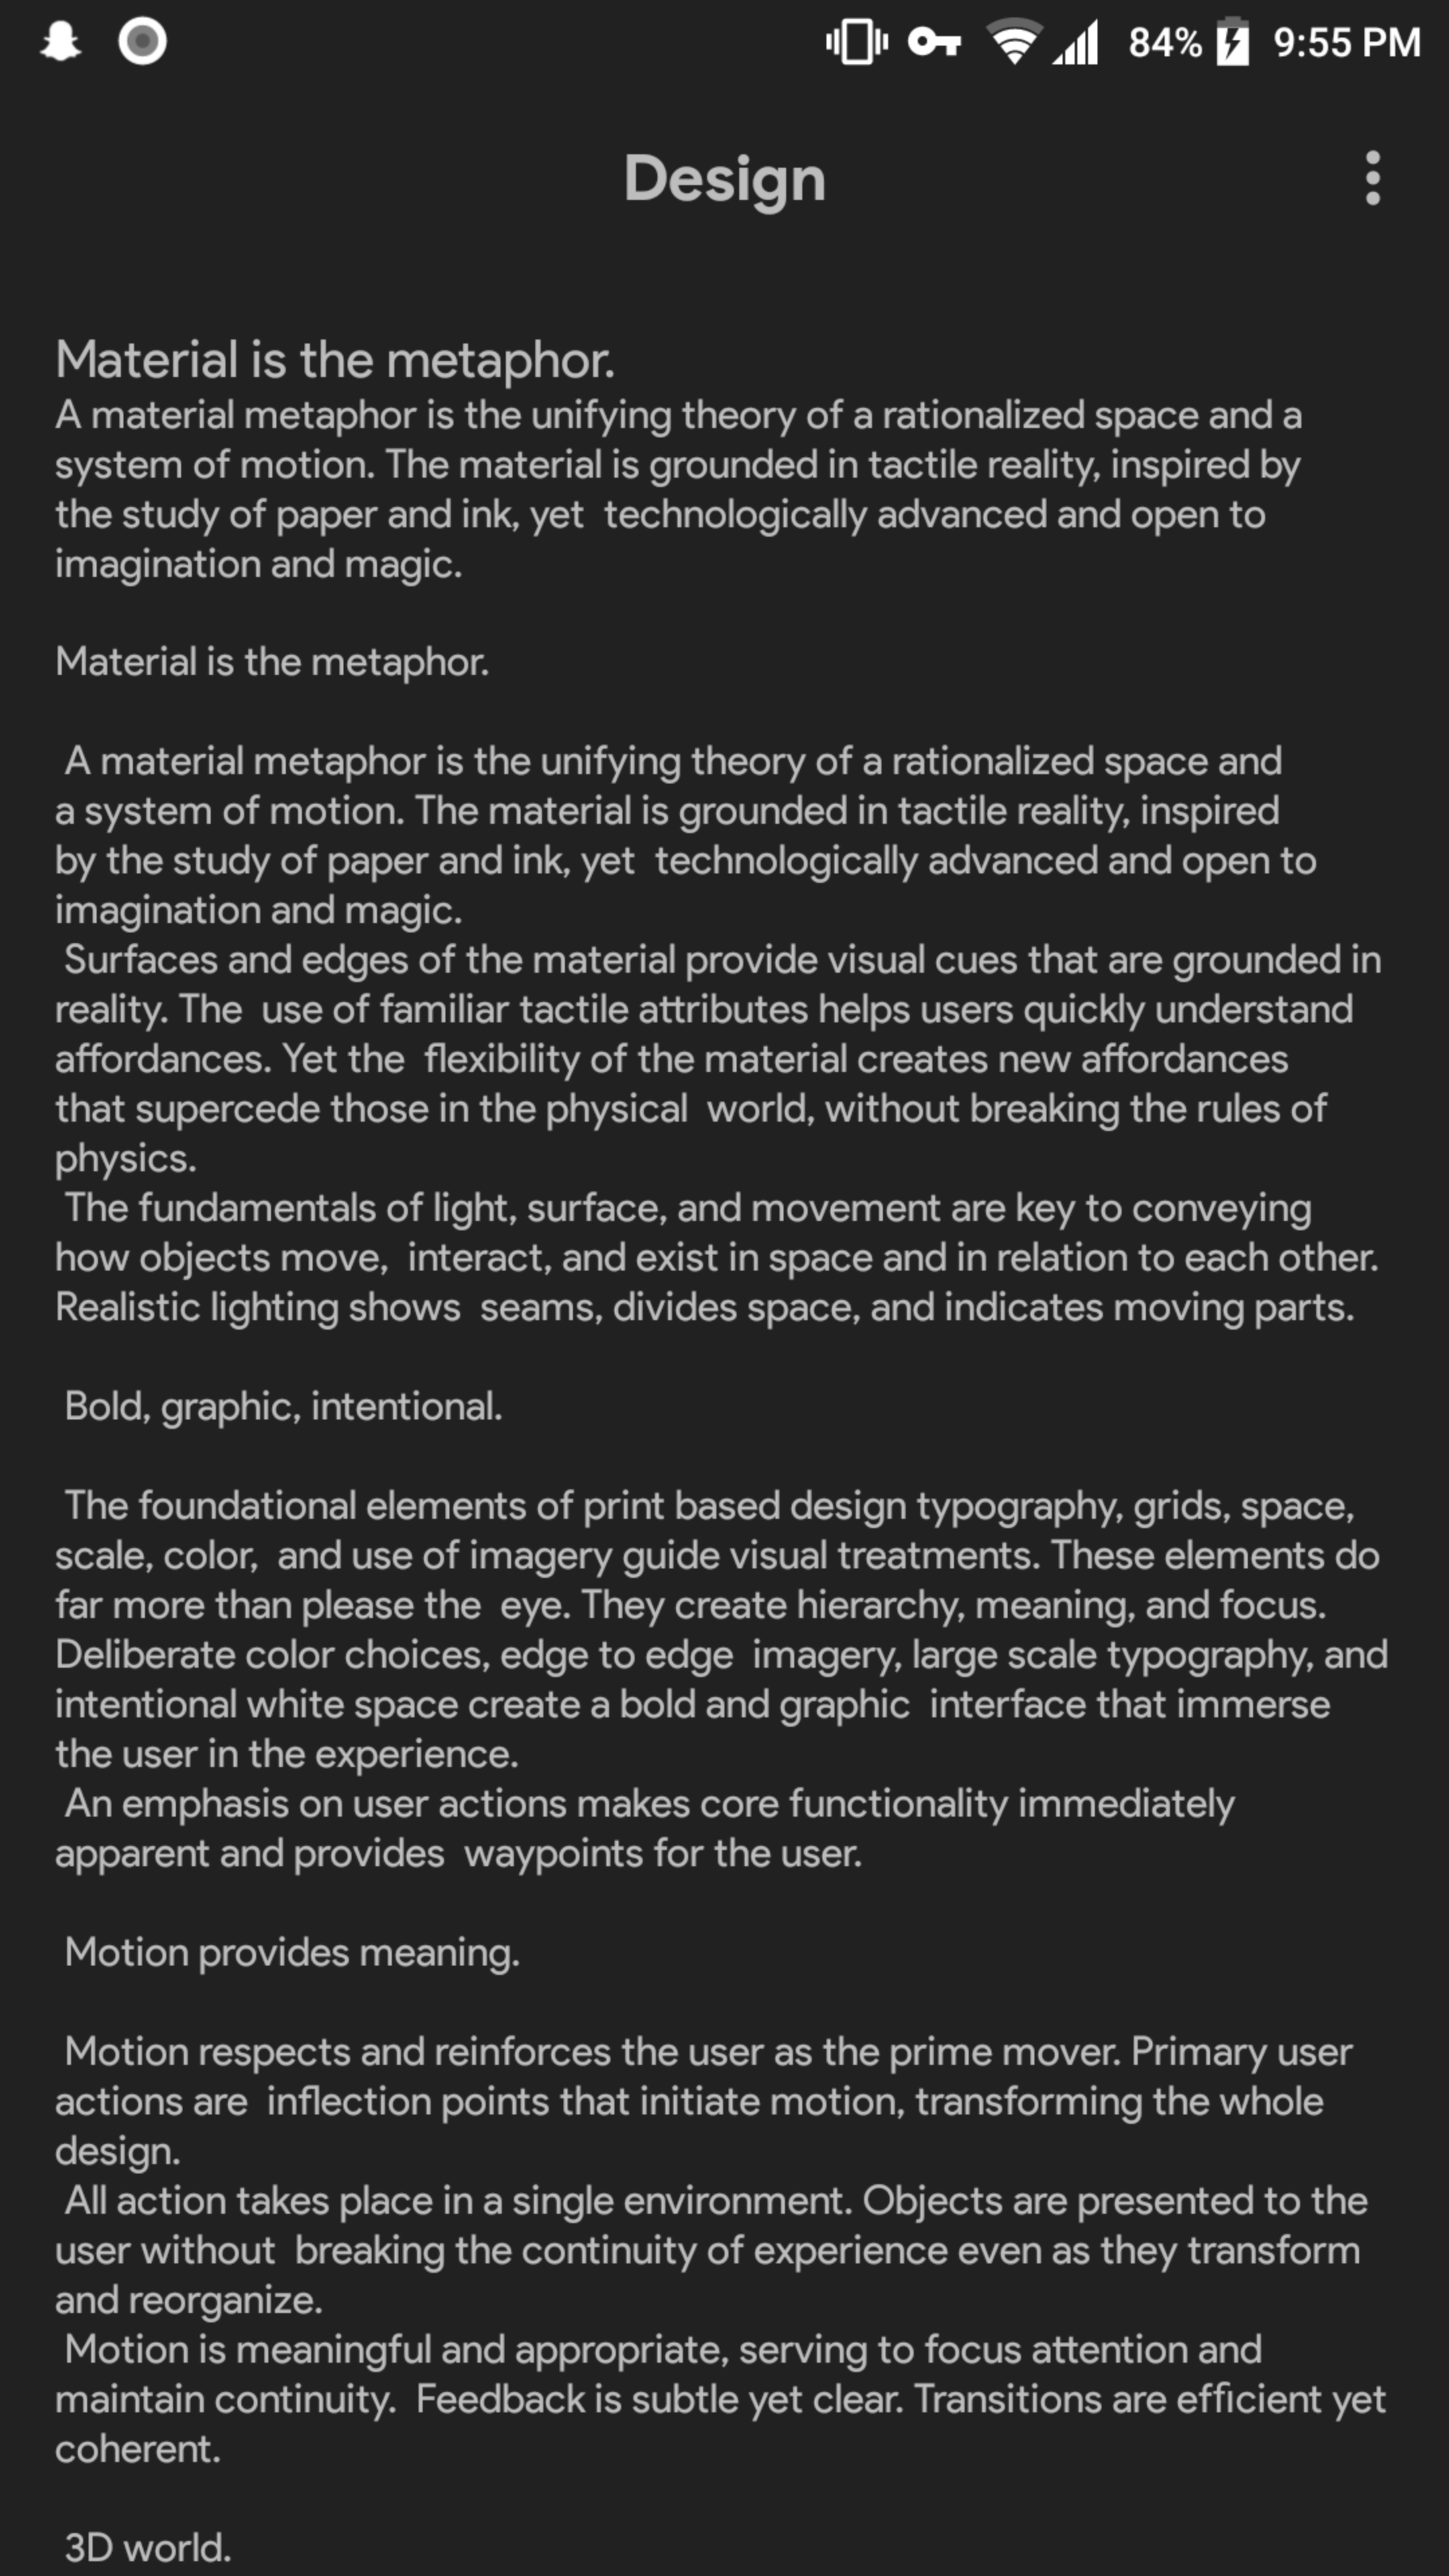 84% 9:55 PM
Design
Material is the metaphor.
A material metaphor is the unifying theory of a rationalized space and a
system of motion. The material is grounded in tactile reality, inspired by
the study of paper and ink, yet  technologically advanced and open to
imagination and magic.
Material is the metaphor.
A material metaphor is the unifying theory of a rationalized space and
a system of motion. The material is grounded in tactile reality, inspired
by the study of paper and ink, yet  technologically advanced and open to
imagination and magic.
Surfaces and edges of the material provide visual cues that are grounded in
reality. The  use of familiar tactile attributes helps users quickly understand
affordances. Yet the  flexibility of the material creates new affordances
that supercede those in the physical  world, without breaking the rules of
physics.
The fundamentals of light, surface, and movement are key to conveying
how objects move,  interact, and exist in space and in relation to each other.
Realistic lighting shows  seams, divides space, and indicates moving parts.
Bold, graphic, intentional.
The foundational elements of print based design typography, grids, space,
scale, color,  and use of imagery guide visual treatments. These elements do
far more than please the  eye. They create hierarchy, meaning, and focus.
Deliberate color choices, edge to edge  imagery, large scale typography, and
intentional white space create a bold and graphic  interface that immerse
the user in the experience.
An emphasis on user actions makes core functionality immediately
apparent and provides  waypoints for the user.
Motion provides meaning.
Motion respects and reinforces the user as the prime mover. Primary user
actions are  inflection points that initiate motion, transforming the whole
design.
All action takes place in a single environment. Objects are presented to the
user without  breaking the continuity of experience even as they transform
and reorganize.
Motion is meaningful and appropriate, serving to focus attention and
maintain continuity.  Feedback is subtle yet clear. Transitions are efficient yet
coherent.
3D world.